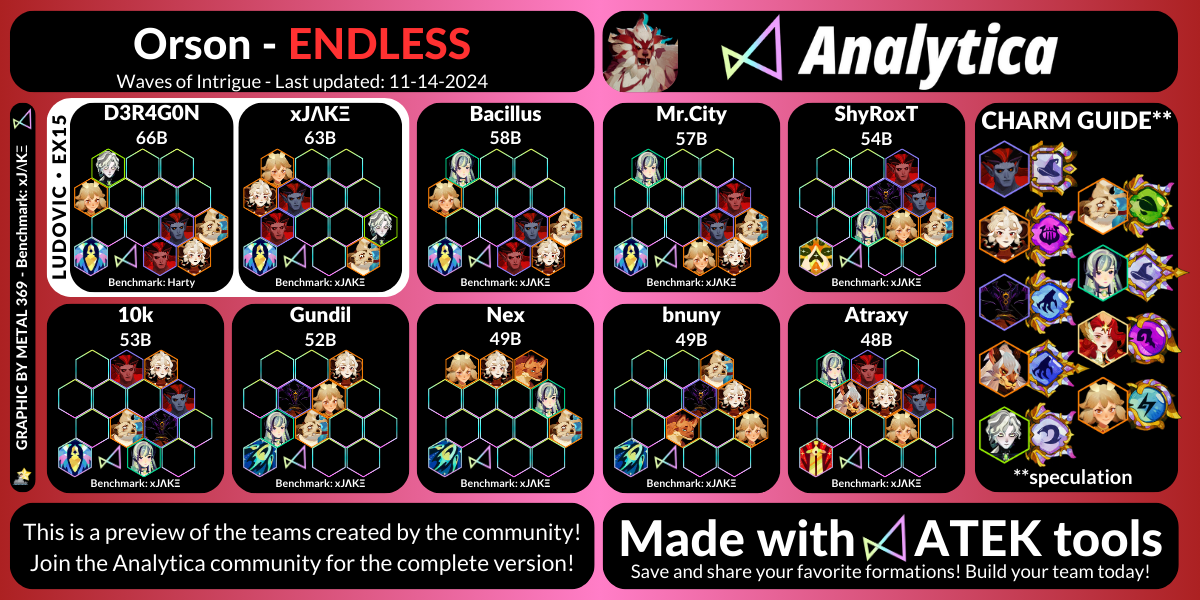 Orson - ENDLESS
Waves of Intrigue - Last updated: 11-14-2024
Analytica
GRAPHIC BY METAL 369 - Benchmark: xJΛKΞ
LUDOVIC • EX15
D3R4G0N
66B
Benchmark: Harty
xJΛKΞ
63B
Benchmark: xJΛKΞ
Bacillus
58B
Benchmark: xJΛKΞ
Mr.City
57B
Benchmark: xJΛKΞ
ShyRoxT
54B
Benchmark: xJΛKΞ
10k
53B
Benchmark: xJΛKΞ
Gundil
52B
Benchmark: xJΛKΞ
Nex
49B
Benchmark: xJΛKΞ
bnuny
49B
Benchmark: xJΛKΞ
Atraxy
48B
Benchmark: xJΛKΞ
CHARM GUIDE**
**speculation
This is a preview of the teams created by the community!
Join the Analytica community for the complete version!
Made with ATEK tools
Save and share your favorite formations! Build your team today!